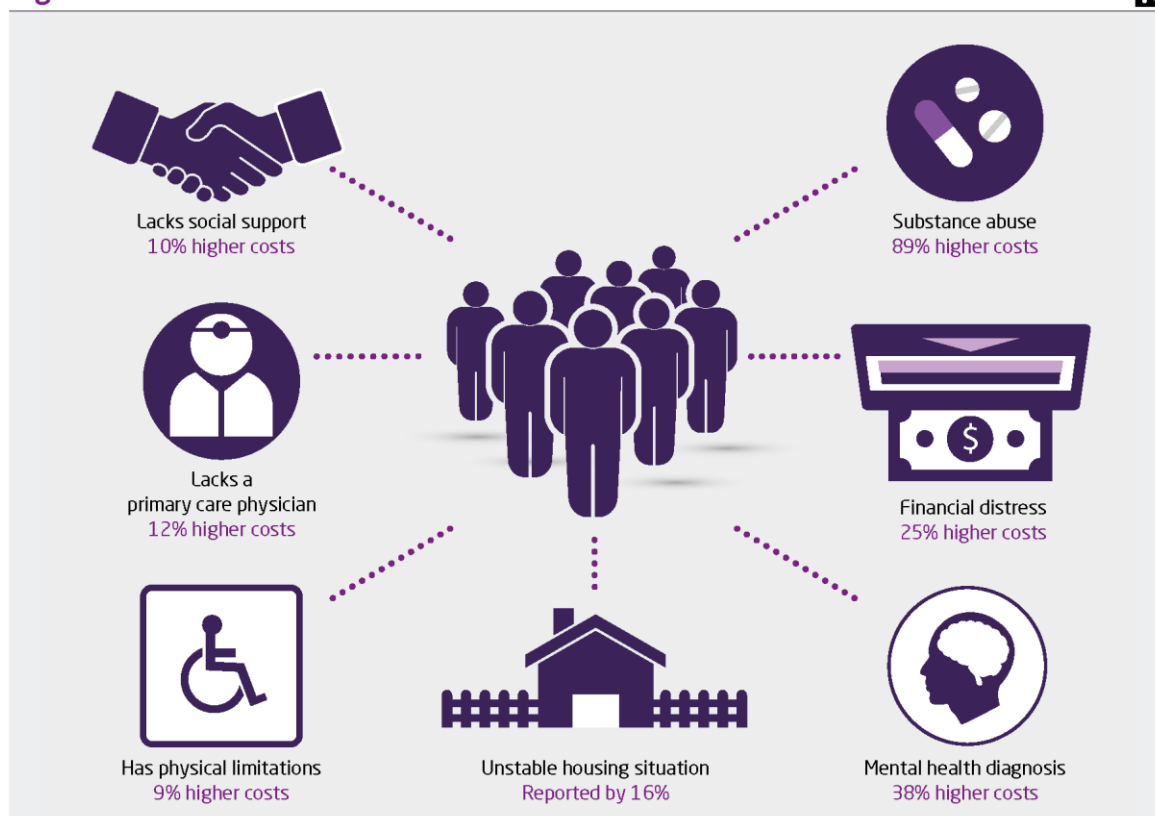 Lacks social support
10% higher costs
Substance abuse
89% higher costs
$
Lacks a
primary care physician
12% higher costs
Financial distress
25% higher costs
Has physical limitations
9% higher costs
Unstable housing situation
Reported by 16%
Mental health diagnosis
38% higher costs